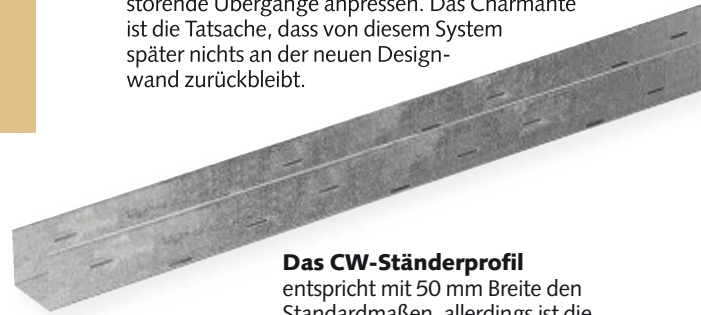 störende Übergänge anpressen. Das Charmante
ist die Tatsache, dass von diesem System
später nichts an der neuen Design-
wand zurückbleibt.
Das CW-Ständerprofil
entspricht mit 50 mm Breite den
Standardmaßen, allerdings ist die